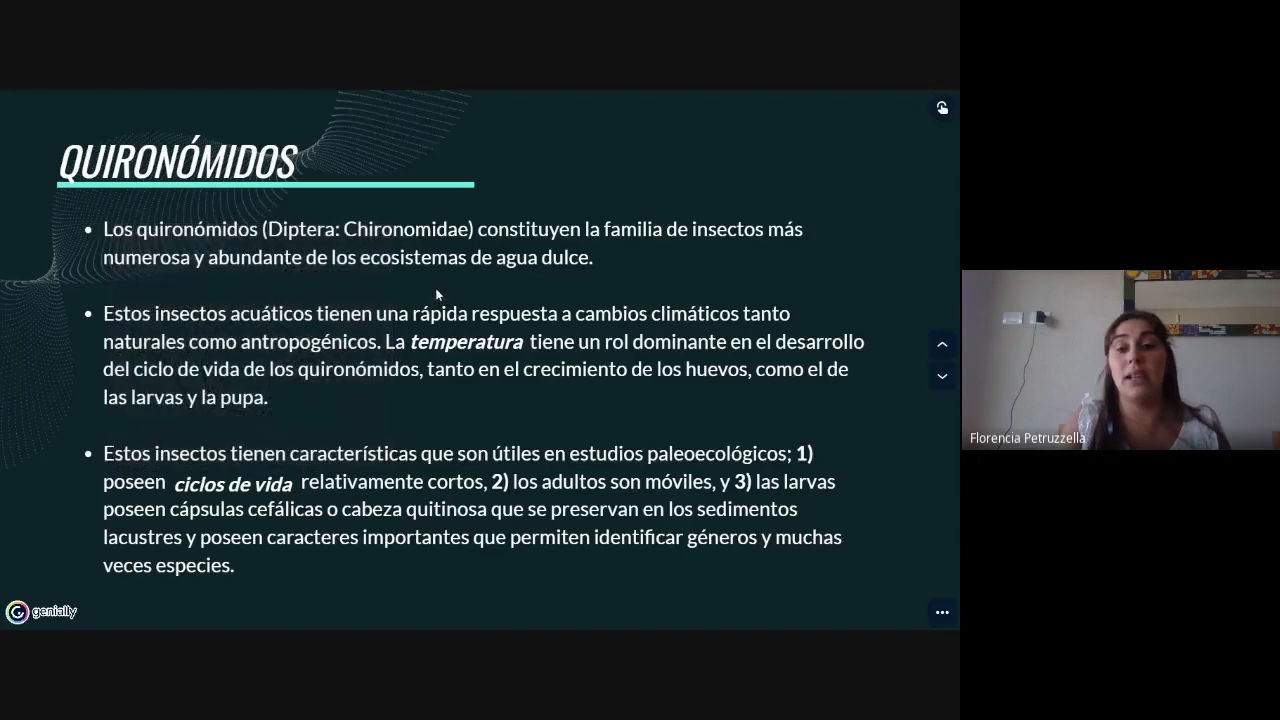 QUIRONÓMIDOS
• Los quironómidos (Diptera: Chironomidae) constituyen la familia de insectos más
numerosa y abundante de los ecosistemas de agua dulce.
• Estos insectos acuáticos tienen una rápida respuesta a cambios climáticos tanto
naturales como antropogénicos. La temperatura tiene un rol dominante en el desarrollo
del ciclo de vida de los quironómidos, tanto en el crecimiento de los huevos, como el de
las larvas y la pupa.
• Estos insectos tienen características que son útiles en estudios paleoecológicos; 1)
poseen ciclos de vida relativamente cortos, 2) los adultos son móviles, y 3) las larvas
poseen cápsulas cefálicas o cabeza quitinosa que se preservan en los sedimentos
lacustres y poseen caracteres importantes que permiten identificar géneros y muchas
veces especies.
genially
Florencia Petruzzella